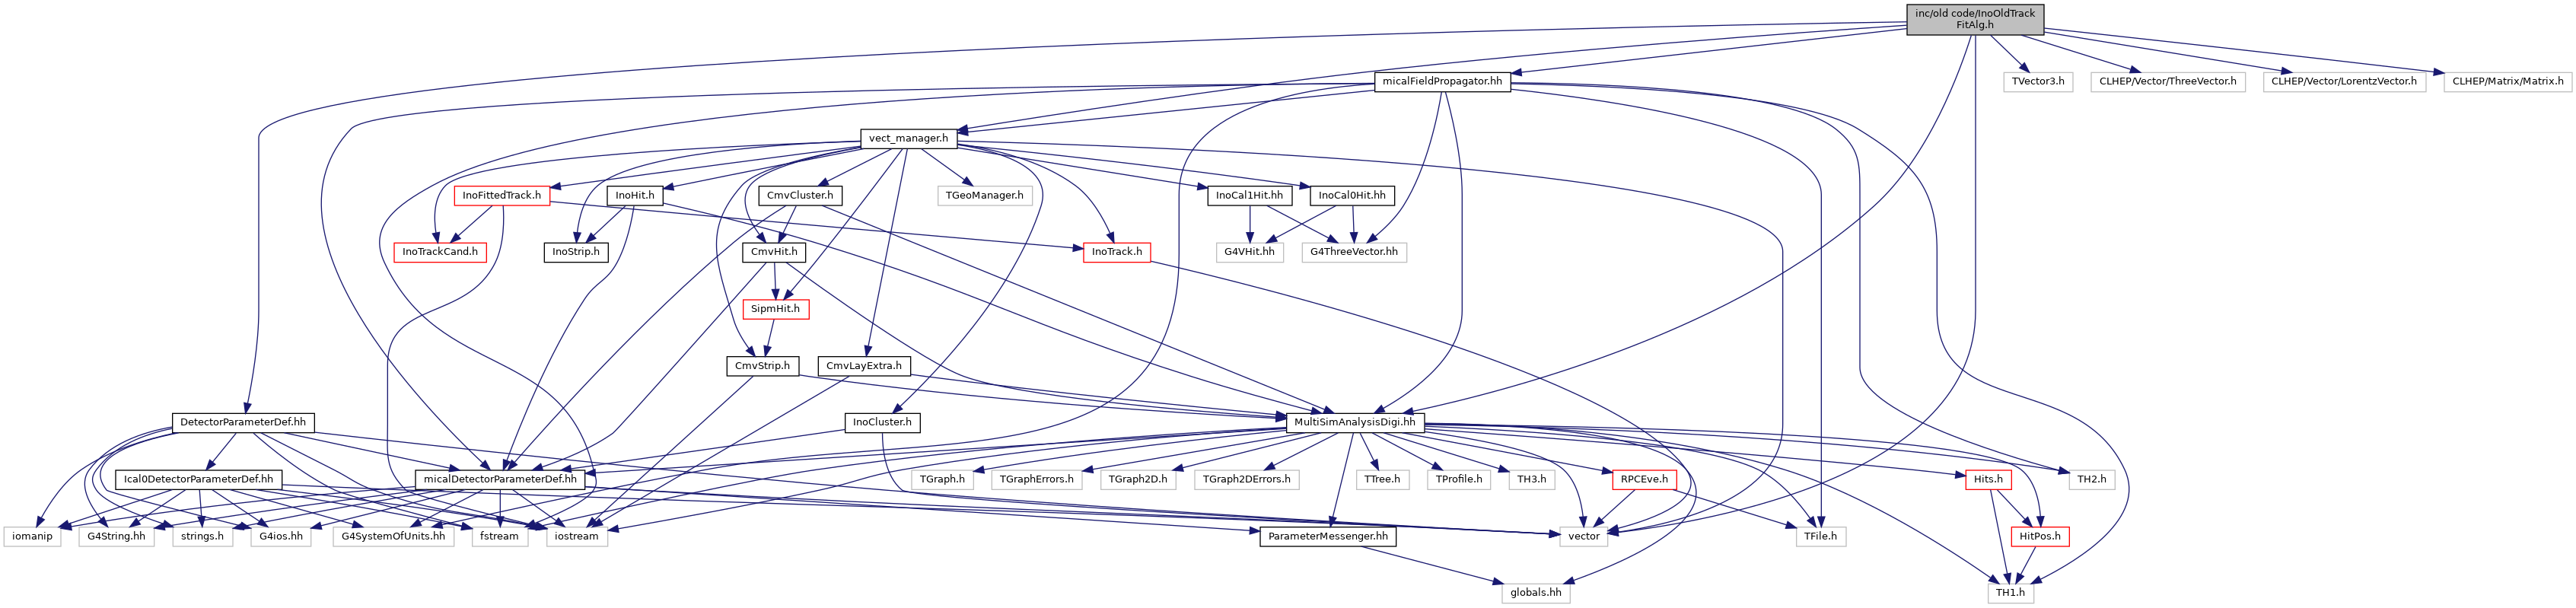 inc/old code/InoOldTrack
FitAlg.h
micalFieldPropagator.hh
TVector3.h
CLHEP/Vector/ThreeVector.h
CLHEP/Vector/LorentzVector.h
CLHEP/Matrix/Matrix.h
vect_manager.h
InoFittedTrack.h
InoHit.h
CmvCluster.h
TGeoManager.h
InoCal1Hit.hh
InoCal0Hit.hh
InoTrackCand.h
InoStrip.h
CmvHit.h
InoTrack.h
G4VHit.hh
G4ThreeVector.hh
SipmHit.h
CmvStrip.h
CmvLayExtra.h
DetectorParameterDef.hh
InoCluster.h
MultiSimAnalysisDigi.hh
Ical0DetectorParameterDef.hh
micalDetectorParameterDef.hh
TGraph.h
TGraphErrors.h
TGraph2D.h
TGraph2DErrors.h
TTree.h
TProfile.h
TH3.h
RPCEve.h
Hits.h
TH2.h
iomanip
G4String.hh
strings.h
G4ios.hh
G4SystemOfUnits.hh
fstream
iostream
ParameterMessenger.hh
vector
TFile.h
HitPos.h
globals.hh
TH1.h